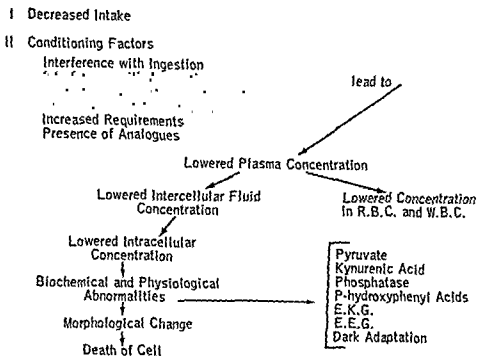 I Decreased Intake
II Conditioning Factors
Interference with Ingestion
Increased Requirements
Presence of Analogues
lead to
Lowered Plasma Concentration
Lowered Intercellular Fluid
Concentration
Lowered Concentration
in R.B.C. and W.B.C.
Lowered Intracellular
Concentration
Biochemical and Physiological
Abnormalities
Morphological Change
Death of Cell
Pyruvate
Kynurenic Acid
Phosphatase
P-hydroxyphenyl Acids
E.K.G.
E.E.G.
Dark Adaptation